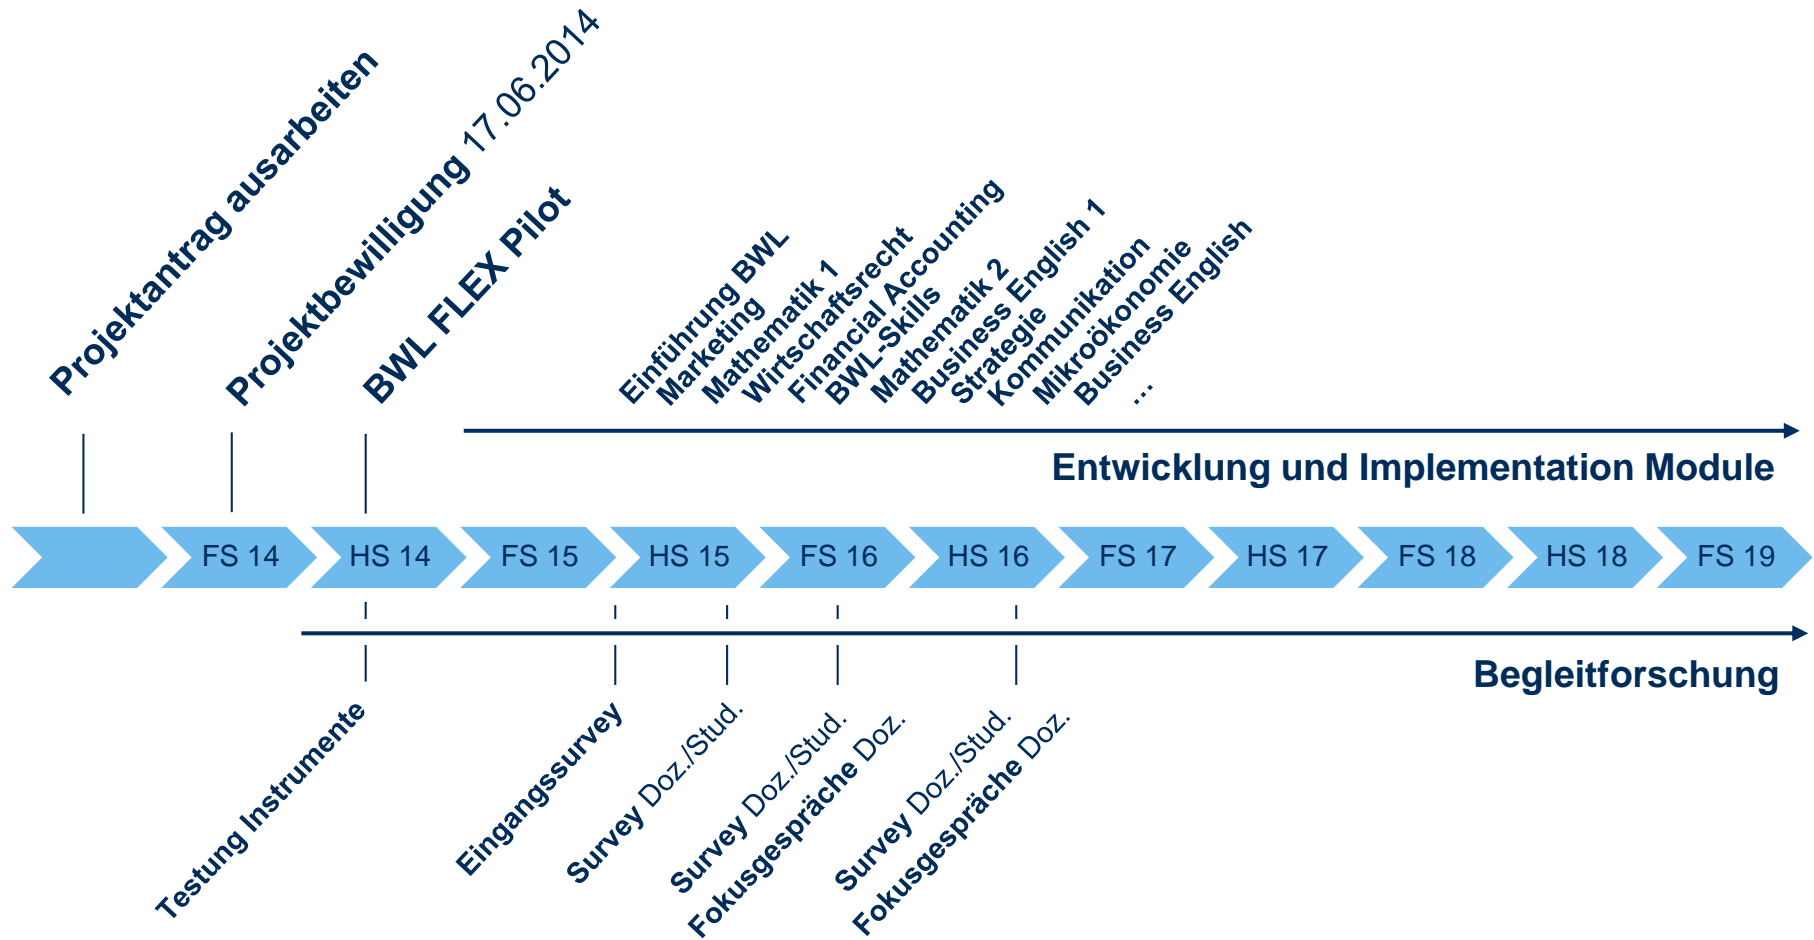 Projektantrag ausarbeiten
Projektbewilligung 17.06.2014
BWL FLEX Pilot
Einführung BWL
Marketing
Mathematik 1
Wirtschaftsrecht
Financial Accounting
BWL-Skills
Mathematik 2
Business English 1
Strategie
Kommunikation
Mikroökonomie
Business English
...
Entwicklung und Implementation Module
FS 14
HS 14
FS 15
HS 15
FS 16
HS 16
FS 17
HS 17
FS 18
HS 18
FS 19
Begleitforschung
Testung Instrumente
Eingangssurvey
Survey Doz./Stud.
Survey Doz./Stud.
Fokusgespräche Doz.
Survey Doz./Stud.
Fokusgespräche Doz.